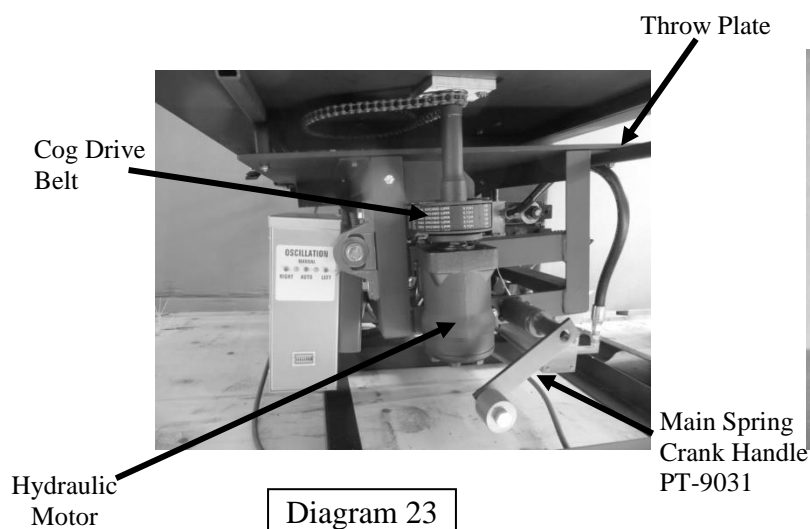 Throw Plate
Cog Drive
Belt
OSCILLATION
MANUAL
RIGHT AUTO LEFT
Main Spring
Crank Handle
PT-9031
Hydraulic
Motor
Diagram 23